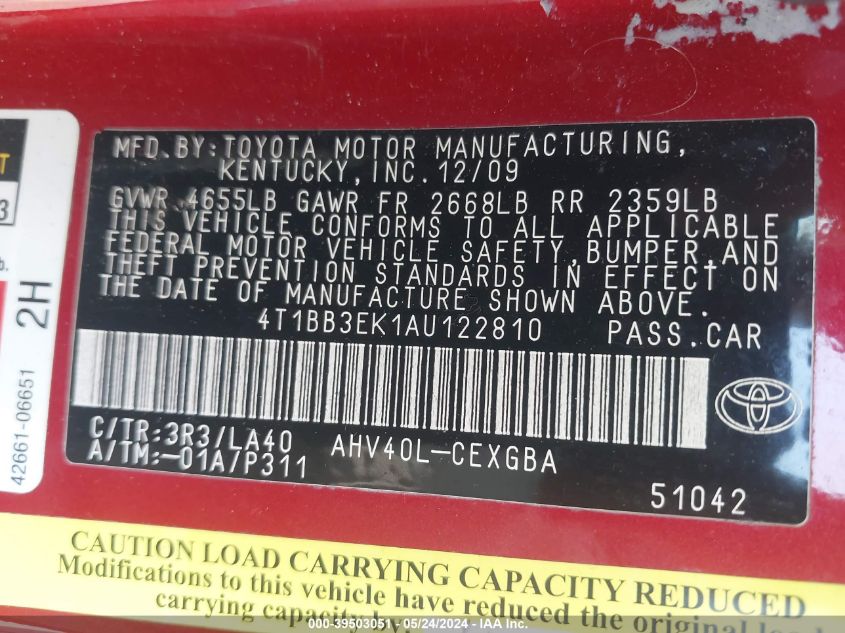 MFD.BY:TOYOTA MOTOR MANUFACTURING,
KENTUCKY,INC.12/09
GVWR 4655LB GAWR FR 2668LB RR 2359LB
THIS VEHICLE CONFORMS TO ALL APPLICABLE
FEDERAL MOTOR VEHICLE SAFETY,BUMPER,AND
THEFT PREVENTION STANDARDS IN EFFECT ON
THE DATE OF MANUFACTURE SHOWN ABOVE.
4T1BB3EK1AU122810 PASS.CAR
C/TR:3R3/LA40 AHV40L-CEXGBA
A/TM:-01A/P311
51042
2H
42661-06651
CAUTION LOAD CARRYING CAPACITY REDUCED
Modifications to this vehicle have reduced the original load
carrying capacity by
000-39503051 - 05/24/2024 - IAA Inc.